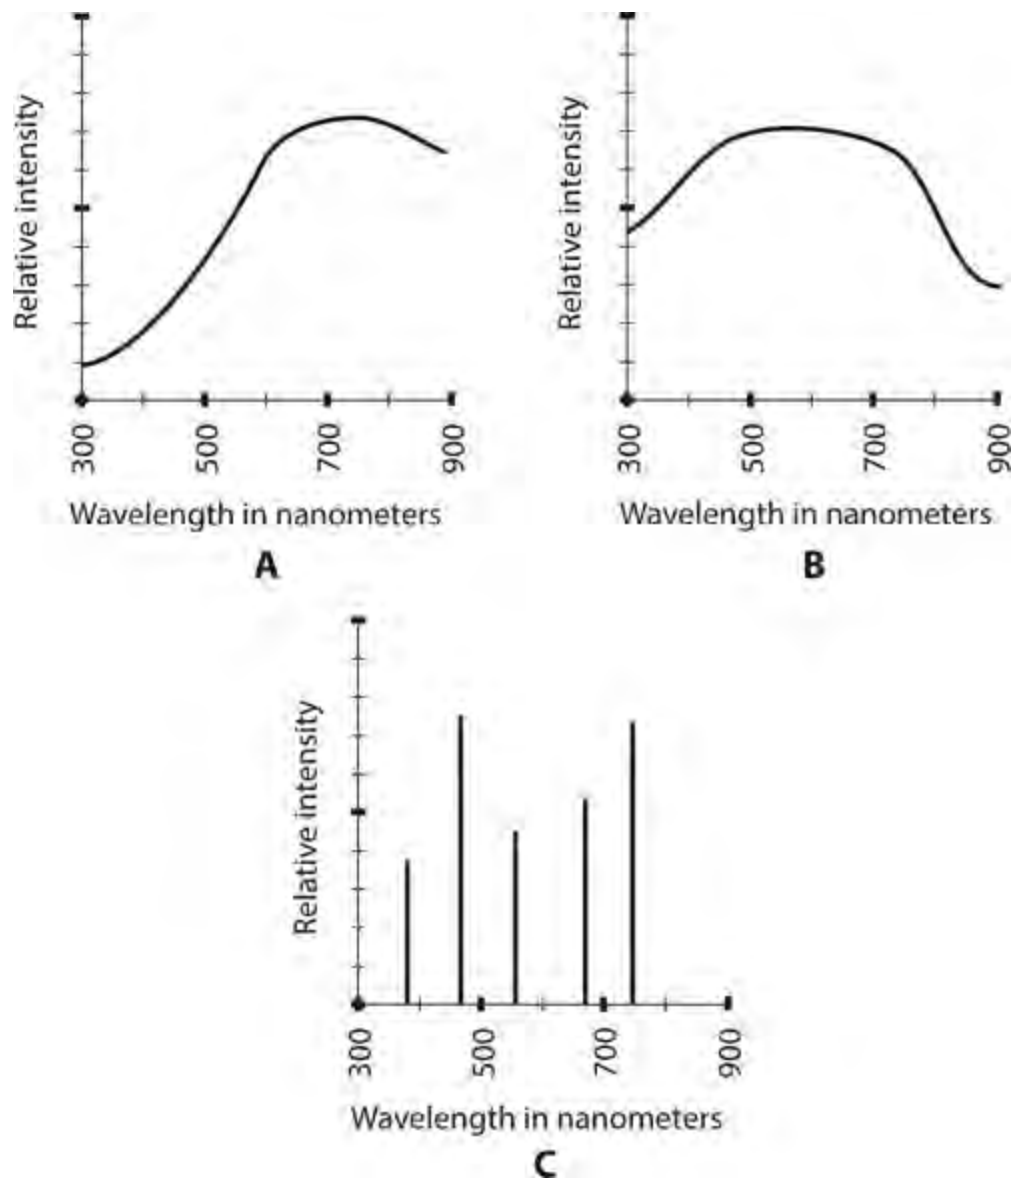 Relative intensity
300 500 700 900
Wavelength in nanometers
A
Relative intensity
300 500 700 900
Wavelength in nanometers
B
Relative intensity
300 500 700 900
Wavelength in nanometers
C